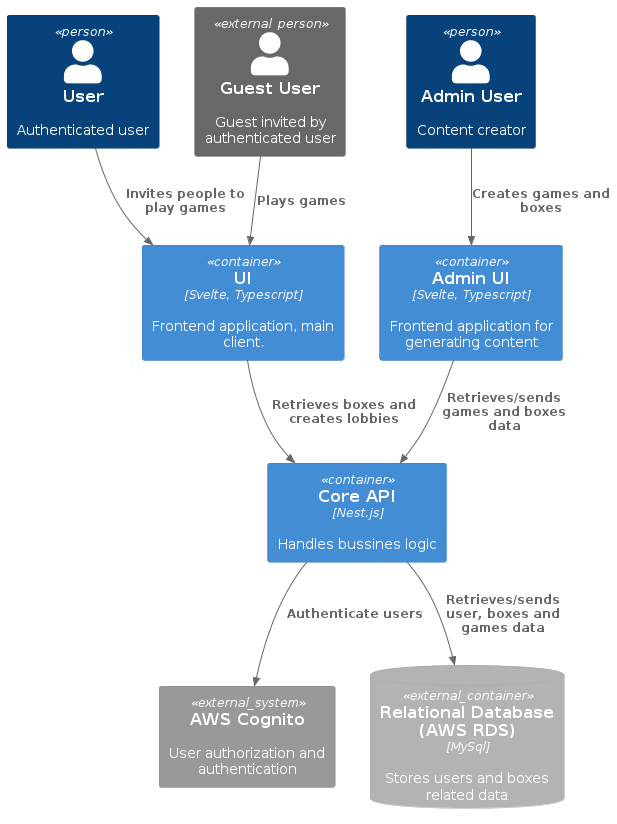 «person»
User
Authenticated user
«external_person»
Guest User
Guest invited by
authenticated user
«person»
Admin User
Content creator
Invites people to
play games
Plays games
Creates games and
boxes
«container»
UI
[Svelte, Typescript]
Frontend application, main
client.
«container»
Admin UI
[Svelte, Typescript]
Frontend application for
generating content
Retrieves boxes and
creates lobbies
Retrieves/sends
games and boxes
data
«container»
Core API
[Nest.js]
Handles bussines logic
Authenticate users
Retrieves/sends
user, boxes and
games data
«external_system»
AWS Cognito
User authorization and
authentication
«external_container»
Relational Database
(AWS RDS)
[MySql]
Stores users and boxes
related data